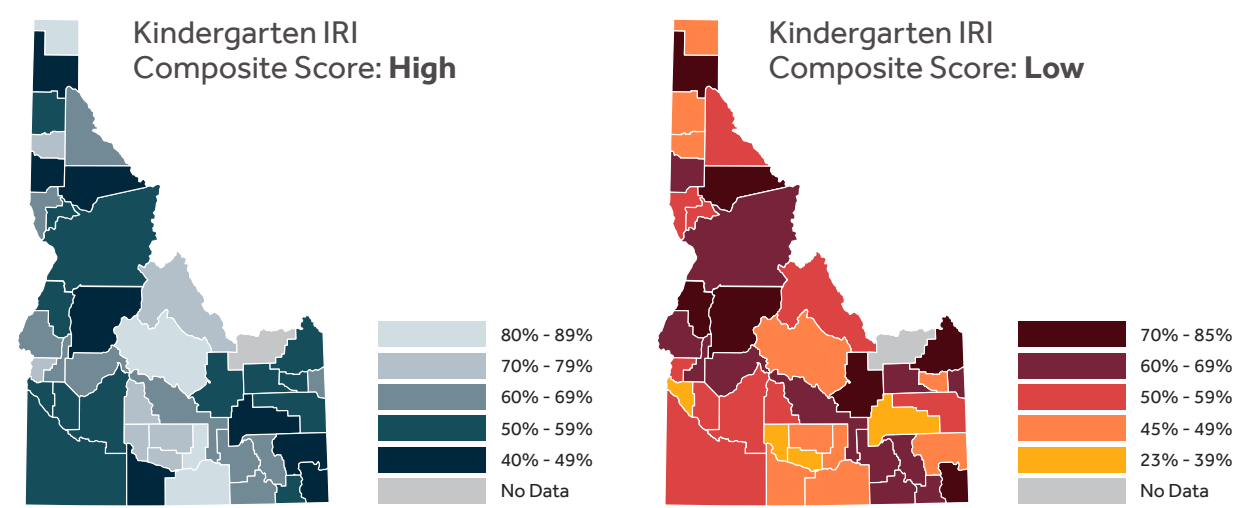 Kindergarten IRI
Composite Score: High
80% - 89%
70% - 79%
60% - 69%
50% - 59%
40% - 49%
No Data
Kindergarten IRI
Composite Score: Low
70% - 85%
60% - 69%
50% - 59%
45% - 49%
23% - 39%
No Data